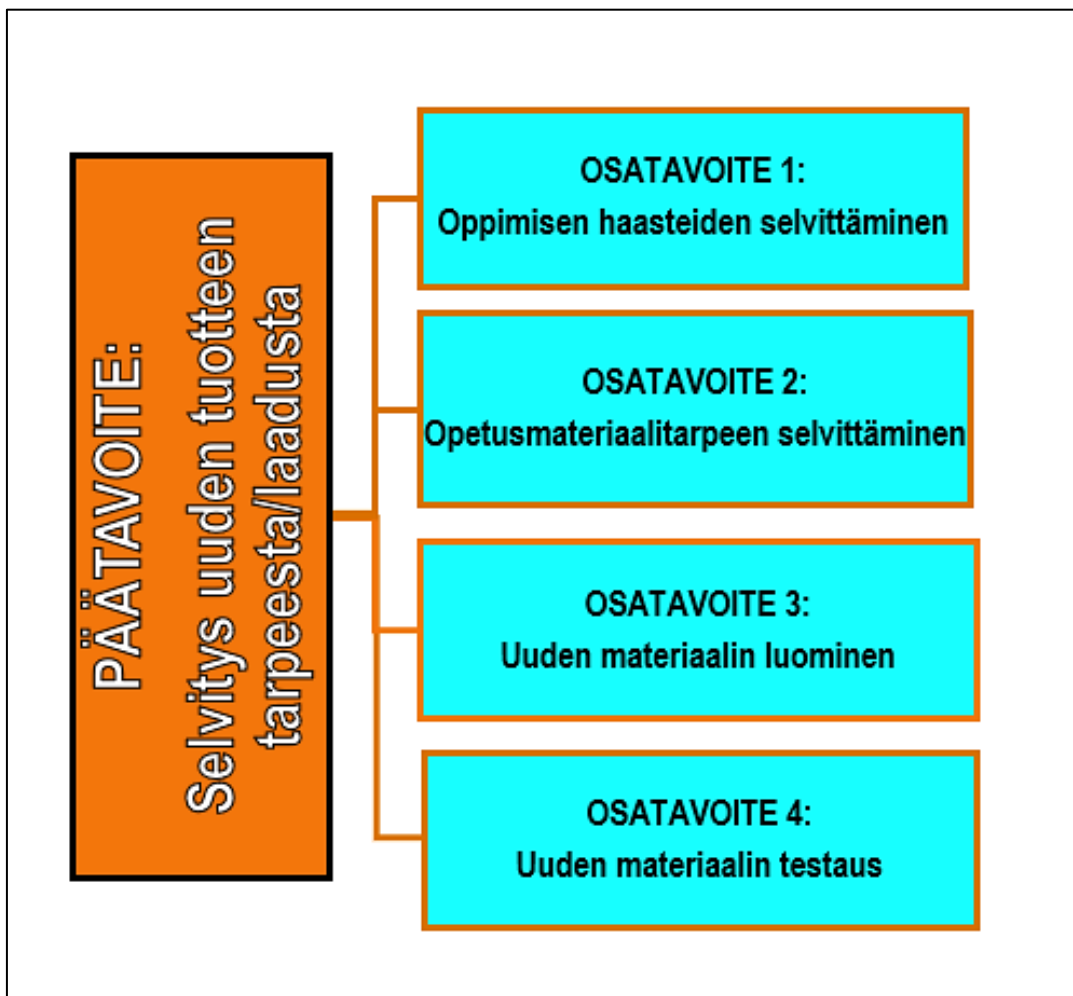 PÄÄTAVOITE:
Selvitys uuden tuotteen
tarpeesta/laadusta
OSATAVOITE 1:
Oppimisen haasteiden selvittäminen
OSATAVOITE 2:
Opetusmateriaalitarpeen selvittäminen
OSATAVOITE 3:
Uuden materiaalin luominen
OSATAVOITE 4:
Uuden materiaalin testaus